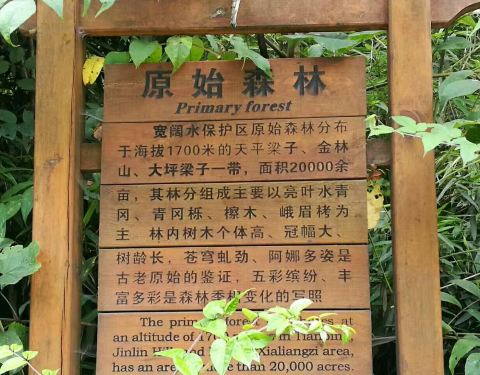 原始森林
Primary forest
宽阔水保护区原始森林分布
于海拔1700米的天平梁子、金林
山、大坪梁子一带,面积20000余
亩,其林分组成主要以亮叶水青
冈、青冈栎、檫木、峨眉栲为
主 林内树木个体高、冠幅大、
树龄长,苍穹虬劲、阿娜多姿是
古老原始的鉴证,五彩缤纷、丰
富多彩是森林季相变化的写照
The primary forest at
an altitude of in
Jinlin Xialiangzi area,
has an area more than 20,000 acres.